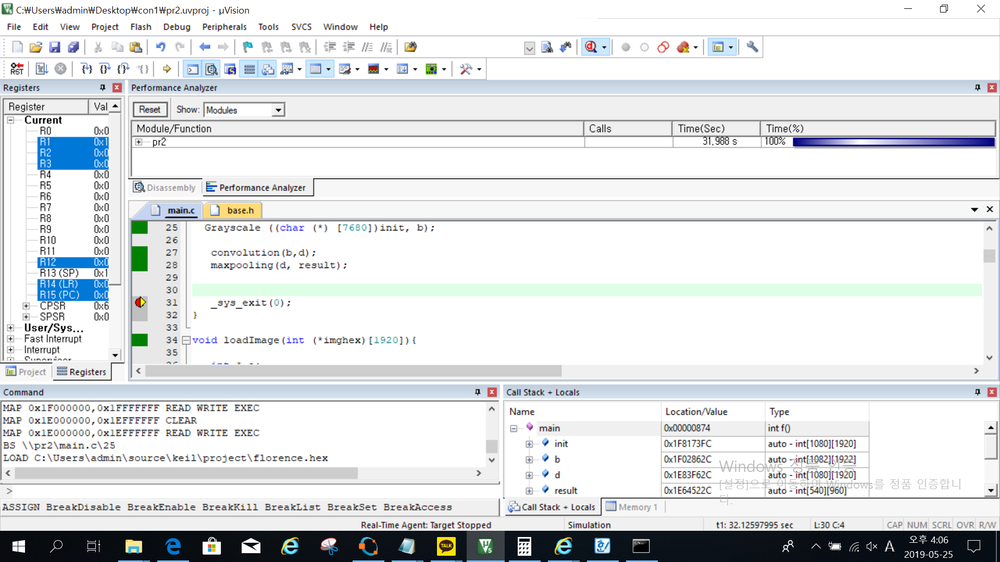 C:₩Users₩admin₩Desktop₩con1₩pr2.uvproj - µVision
File Edit View Project Flash Debug Peripherals Tools SVCS Window Help
RST
Registers
Performance Analyzer
Reset Show: Modules
Register Val
Module/Function Calls Time(Sec) Time(%)
pr2 31,988 s 100%
Current
R0 0x0
R1 0x1
R2 0x0
R3 0x0
R4 0x0
R5 0x0
R6 0x0
R7 0x0
R8 0x0
R9 0x0
R10 0x0
R11 0x0
R12 0x0
R13 (SP) 0x1
R14 (LR) 0x0
R15 (PC) 0x0
CPSR 0x6
SPSR 0x0
User/Sys...
Fast Interrupt
Interrupt
Supervisor
Project Registers
Disassembly Performance Analyzer
main.c base.h
25 Grayscale ((char (*) [7680])init, b);
26
27 convolution(b,d);
28 maxpooling(d, result);
29
30
31 _sys_exit(0);
32 }
33
34 void loadImage(int (*imghex)[1920]){
35
Command
MAP 0x1F000000,0x1FFFFFFF READ WRITE EXEC
MAP 0x1E000000,0x1EFFFFFF CLEAR
MAP 0x1E000000,0x1EFFFFFF READ WRITE EXEC
BS \\pr2\main.c\25
LOAD C:\Users\admin\source\keil\project\florence.hex
>
ASSIGN BreakDisable BreakEnable BreakKill BreakList BreakSet BreakAccess
Call Stack + Locals
Name Location/Value Type
main 0x00000874 int f()
init 0x1F8173FC auto - int[1080][1920]
b 0x1F02862C auto - int[1082][1922]
d 0x1E83F62C auto - int[1080][1920]
result 0x1E64522C auto - int[540][960]
Windows 정품 인증
[설정]으로 이동하여 Windows를 정품 인증합니
다.
Call Stack + Locals Memory 1
Real-Time Agent: Target Stopped Simulation t1: 32.12597995 sec L:30 C:4 CAP NUM SCRL OVR R/W
TALK
A
오후 4:06
2019-05-25